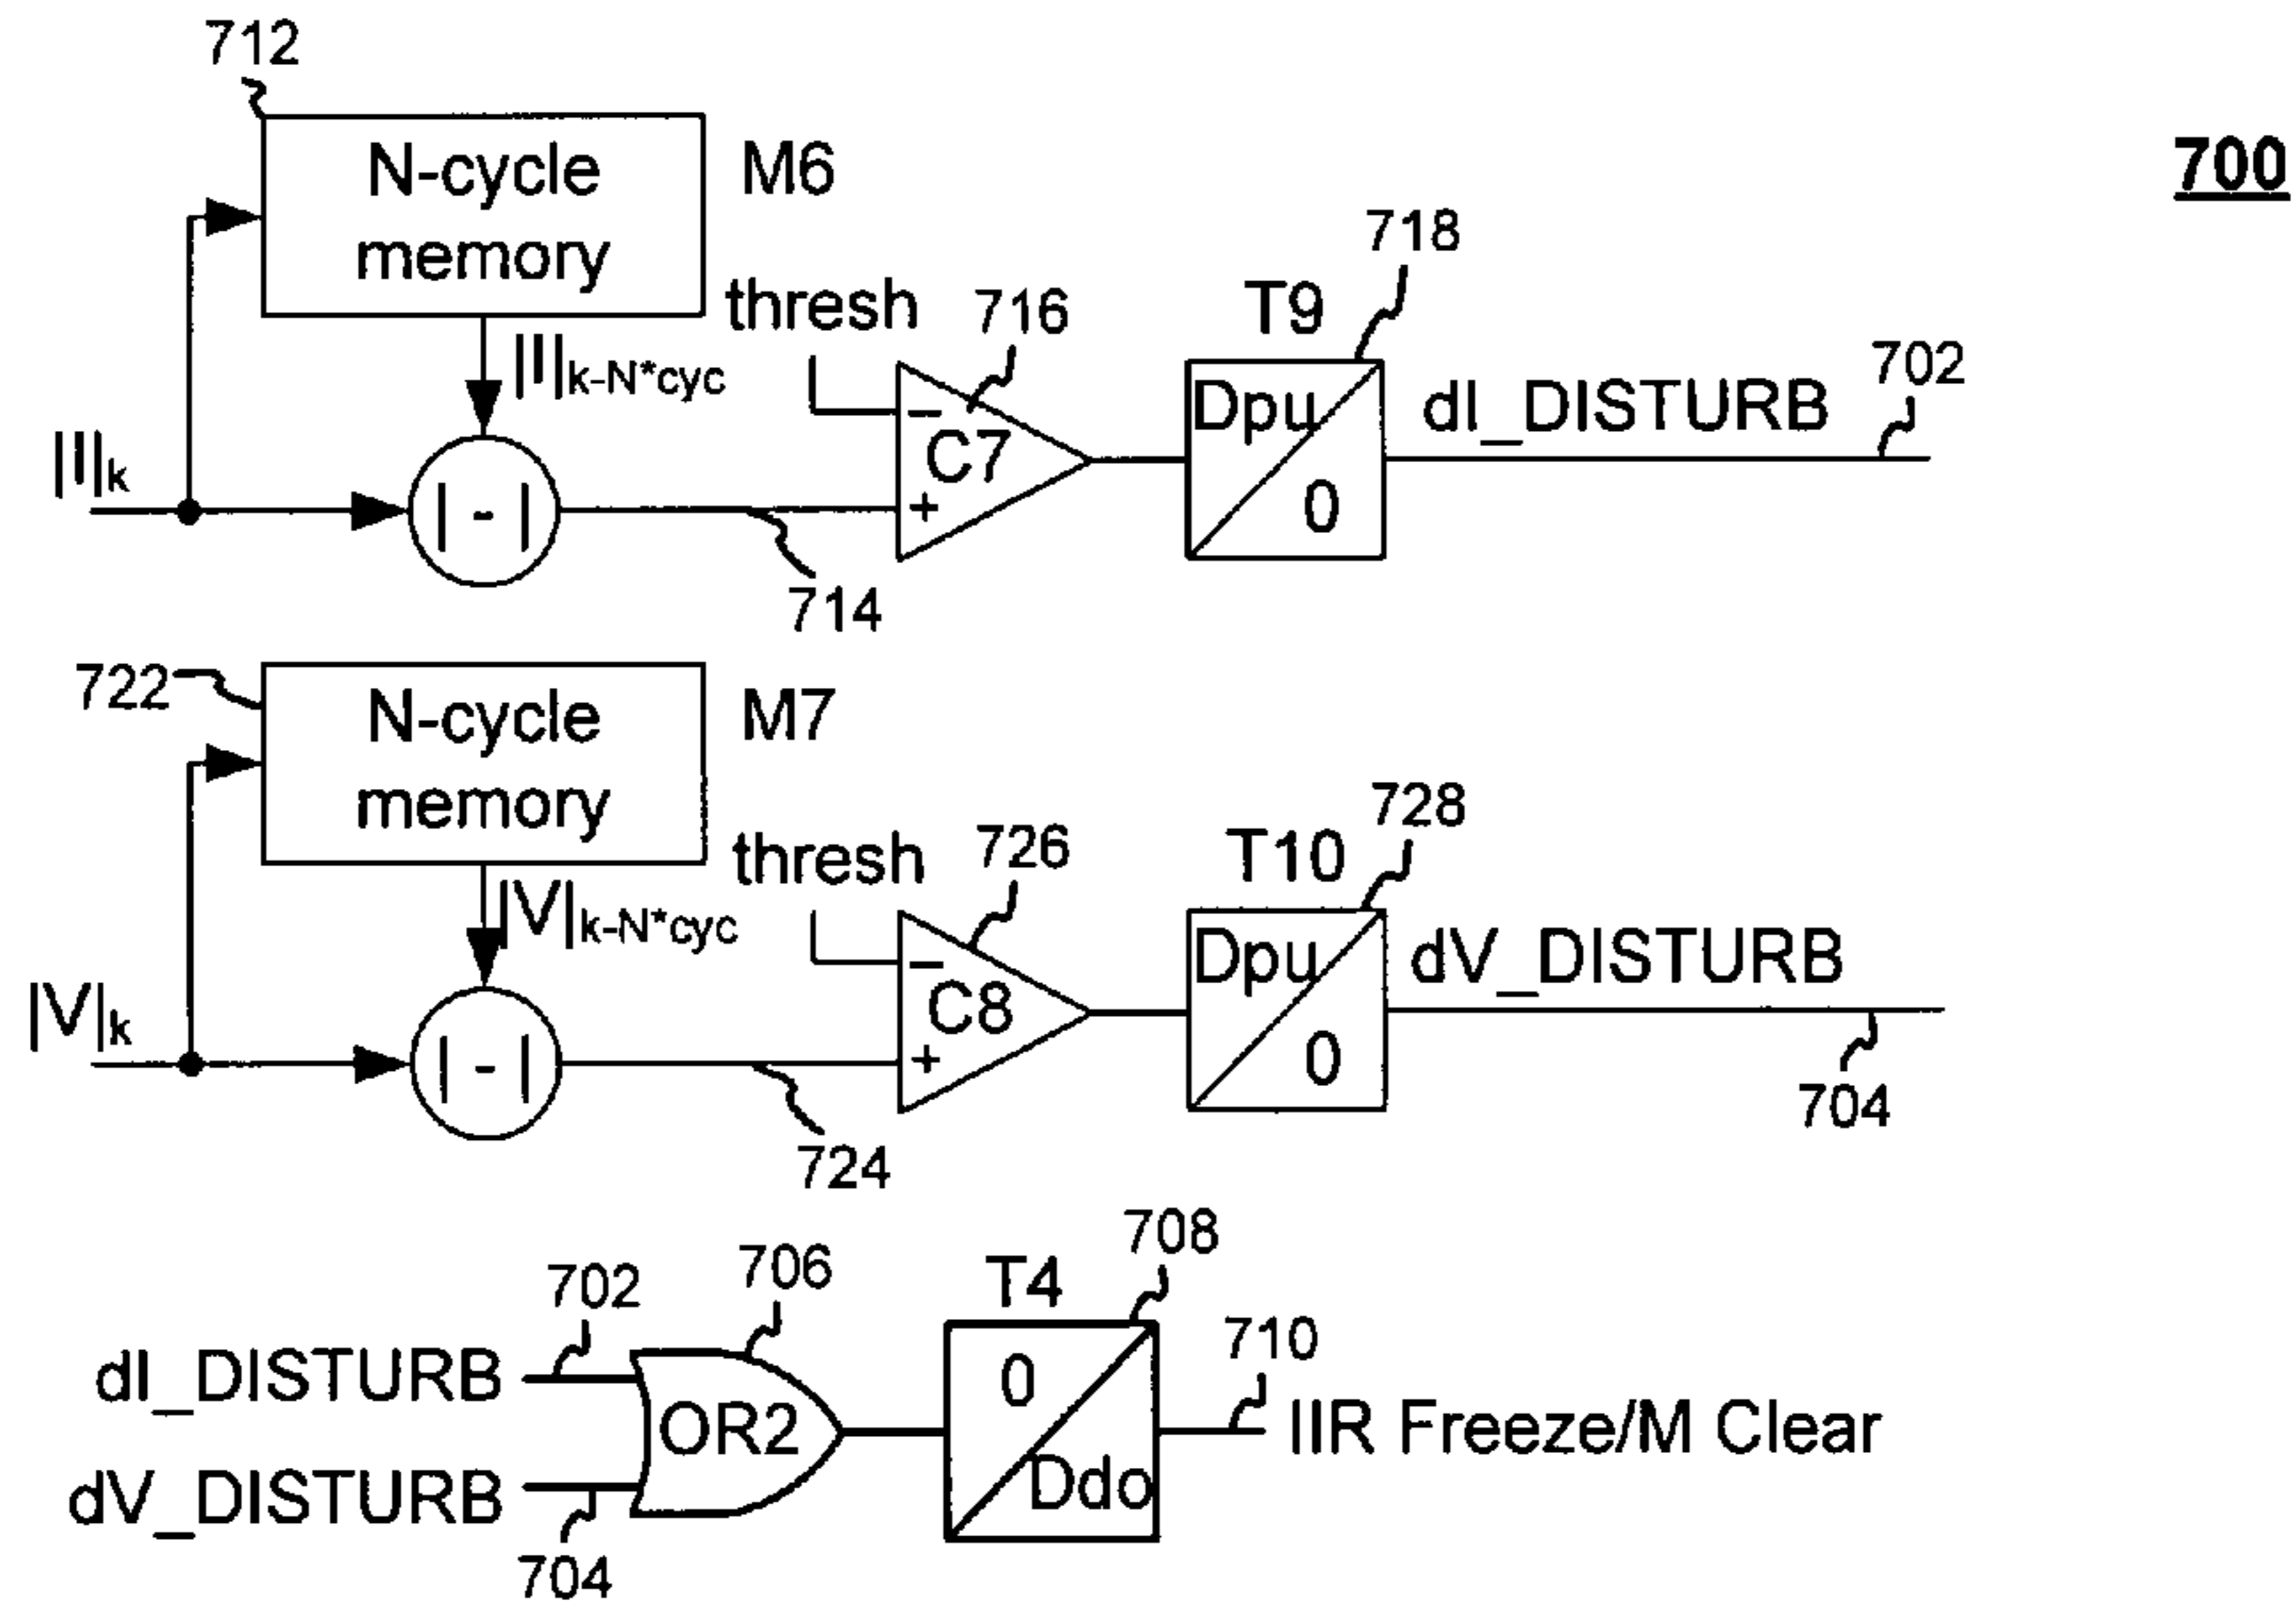 712
700
N-cycle
memory
M6
718
thresh
716
T9
|I|k-N*cyc
702
Dpu
dI_DISTURB
|I|k
| - |
−
C7
+
0
714
722
N-cycle
memory
M7
728
thresh
726
T10
|V|k-N*cyc
Dpu
dV_DISTURB
|V|k
| - |
−
C8
+
0
704
724
708
706
702
T4
710
dI_DISTURB
OR2
0
IIR Freeze/M Clear
dV_DISTURB
Ddo
704